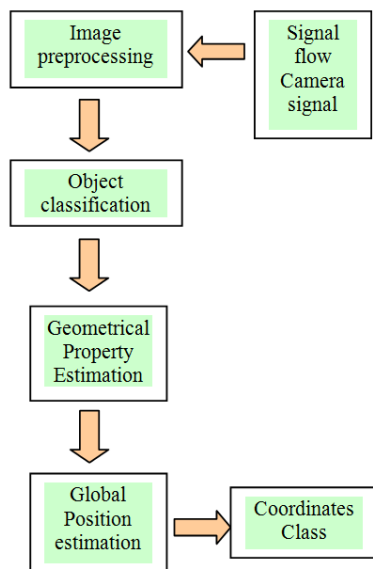 Image
preprocessing
Signal
flow
Camera
signal
Object
classification
Geometrical
Property
Estimation
Global
Position
estimation
Coordinates
Class